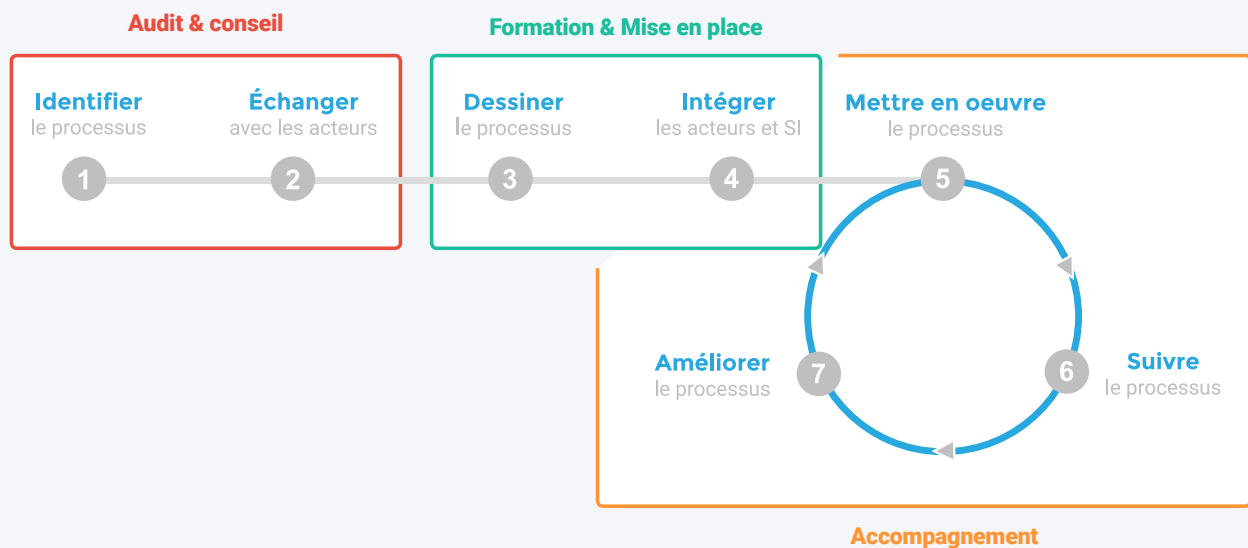 Audit & conseil
Formation & Mise en place
Identifier
le processus
Échanger
avec les acteurs
Dessiner
le processus
Intégrer
les acteurs et SI
Mettre en oeuvre
le processus
1
2
3
4
5
Améliorer
le processus
7
6
Suivre
le processus
Accompagnement